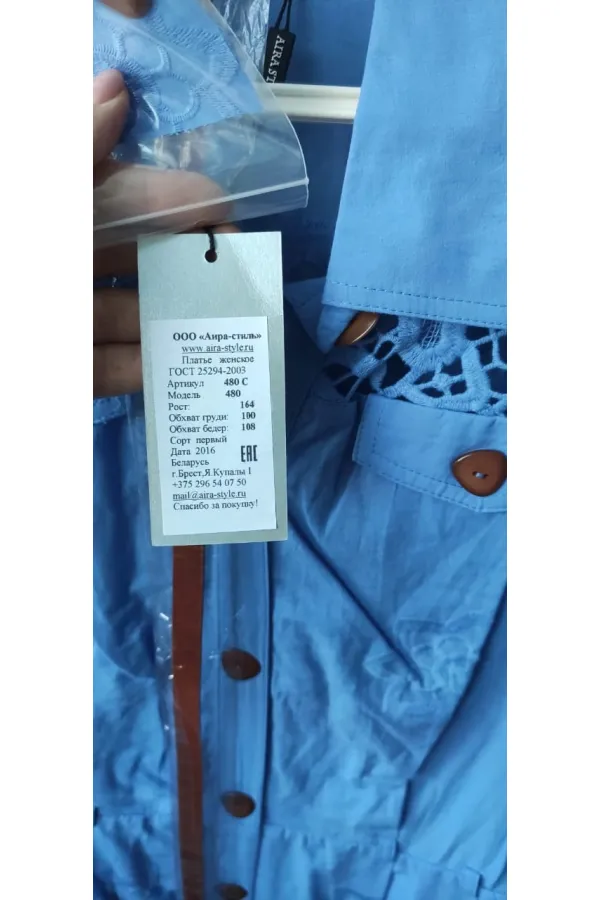 AIRA ST
ООО «Аира-стиль»
www aira-style.ru
Платье женское
ГОСТ 25294-2003
Артикул 480 С
Модель 480
Рост: 164
Обхват груди: 100
Обхват бедер: 108
Сорт первый
Дата 2016
ЕАС
Беларусь
г.Брест,Я.Купалы 1
+375 296 54 07 50
mail@aira-style.ru
Спасибо за покупку!